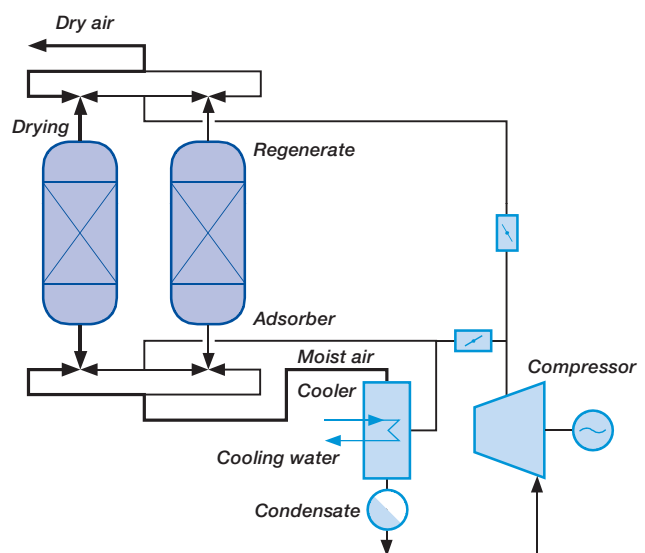 Dry air
Drying
Regenerate
Adsorber
Moist air
Compressor
Cooler
Cooling water
Condensate